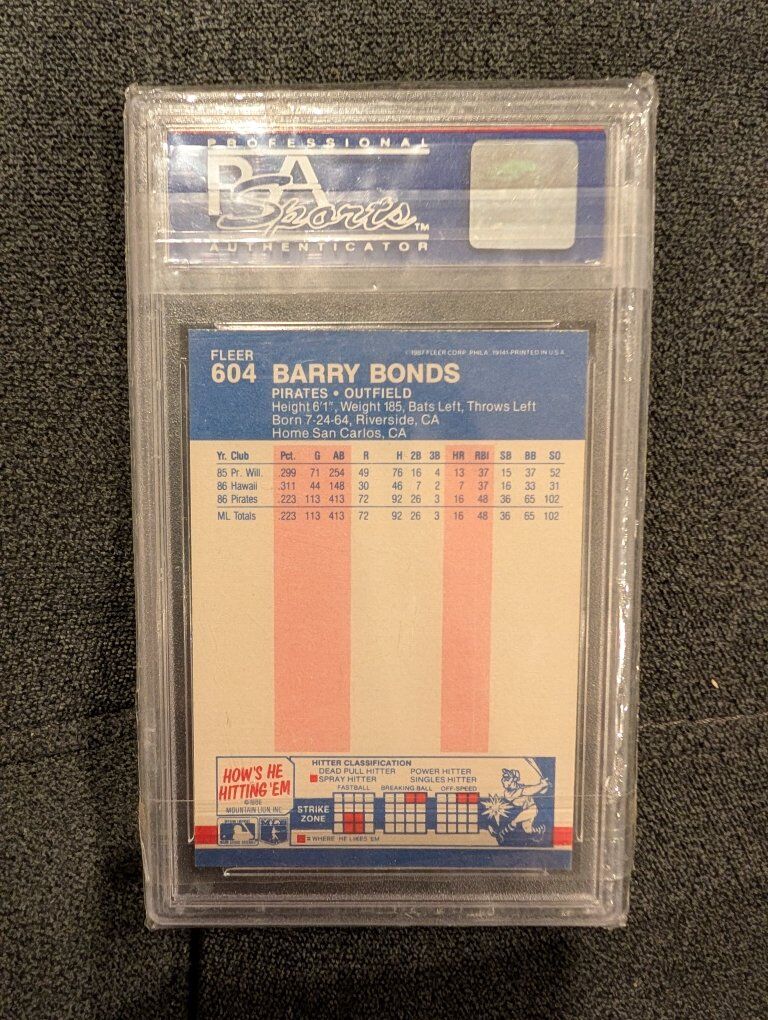 PROFESSIONAL
PSA
Sports™
AUTHENTICATOR
FLEER
604
© 1987 FLEER CORP. PHILA. 19141-PRINTED IN U.S.A.
BARRY BONDS
PIRATES • OUTFIELD
Height 6'1", Weight 185, Bats Left, Throws Left
Born 7-24-64, Riverside, CA
Home San Carlos, CA
Yr. Club Pct. G AB R H 2B 3B HR RBI SB BB SO
85 Pr. Will. .299 71 254 49 76 16 4 13 37 15 37 52
86 Hawaii .311 44 148 30 46 7 2 7 37 16 33 31
86 Pirates .223 113 413 72 92 26 3 16 48 36 65 102
ML Totals .223 113 413 72 92 26 3 16 48 36 65 102
HOW'S HE
HITTING 'EM
©1986
MOUNTAIN LION, INC.
HITTER CLASSIFICATION
DEAD PULL HITTER POWER HITTER
SPRAY HITTER SINGLES HITTER
FASTBALL BREAKING BALL OFF-SPEED
STRIKE
ZONE
= WHERE HE LIKES 'EM